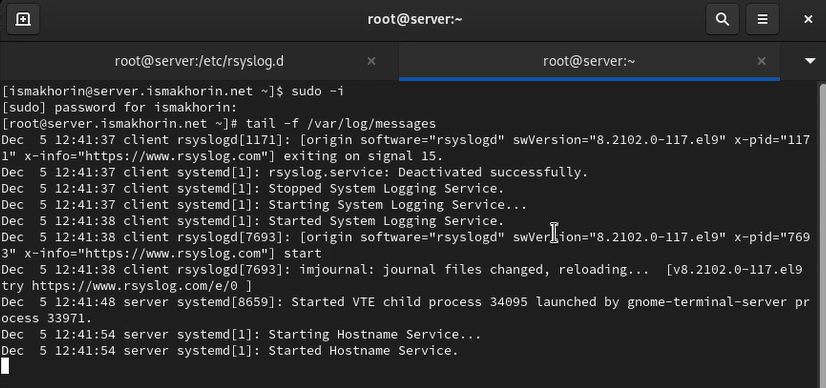 root@server:~
root@server:/etc/rsyslog.d
root@server:~
[ismakhorin@server.ismakhorin.net ~]$ sudo -i
[sudo] password for ismakhorin:
[root@server.ismakhorin.net ~]# tail -f /var/log/messages
Dec  5 12:41:37 client rsyslogd[1171]: [origin software="rsyslogd" swVersion="8.2102.0-117.el9" x-pid="117
1" x-info="https://www.rsyslog.com"] exiting on signal 15.
Dec  5 12:41:37 client systemd[1]: rsyslog.service: Deactivated successfully.
Dec  5 12:41:37 client systemd[1]: Stopped System Logging Service.
Dec  5 12:41:37 client systemd[1]: Starting System Logging Service...
Dec  5 12:41:38 client systemd[1]: Started System Logging Service.
Dec  5 12:41:38 client rsyslogd[7693]: [origin software="rsyslogd" swVersion="8.2102.0-117.el9" x-pid="769
3" x-info="https://www.rsyslog.com"] start
Dec  5 12:41:38 client rsyslogd[7693]: imjournal: journal files changed, reloading...  [v8.2102.0-117.el9
try https://www.rsyslog.com/e/0 ]
Dec  5 12:41:48 server systemd[8659]: Started VTE child process 34095 launched by gnome-terminal-server pr
ocess 33971.
Dec  5 12:41:54 server systemd[1]: Starting Hostname Service...
Dec  5 12:41:54 server systemd[1]: Started Hostname Service.